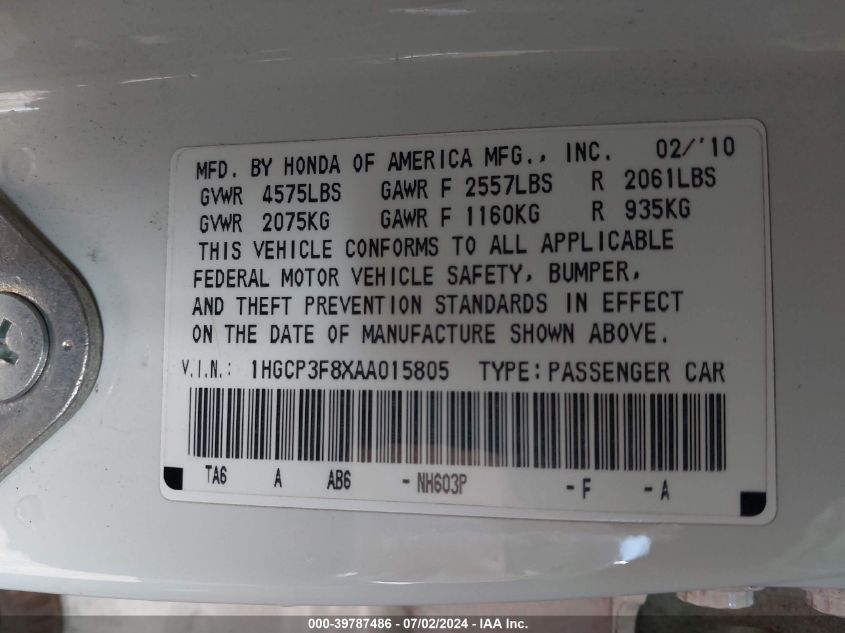 MFD. BY HONDA OF AMERICA MFG., INC. 02/'10
GVWR 4575LBS GAWR F 2557LBS R 2061LBS
GVWR 2075KG GAWR F 1160KG R 935KG
THIS VEHICLE CONFORMS TO ALL APPLICABLE
FEDERAL MOTOR VEHICLE SAFETY, BUMPER,
AND THEFT PREVENTION STANDARDS IN EFFECT
ON THE DATE OF MANUFACTURE SHOWN ABOVE.
V.I.N.: 1HGCP3F8XAA015805 TYPE:PASSENGER CAR
TA6 A AB6 -NH603P -F -A
000-39787486 - 07/02/2024 - IAA Inc.